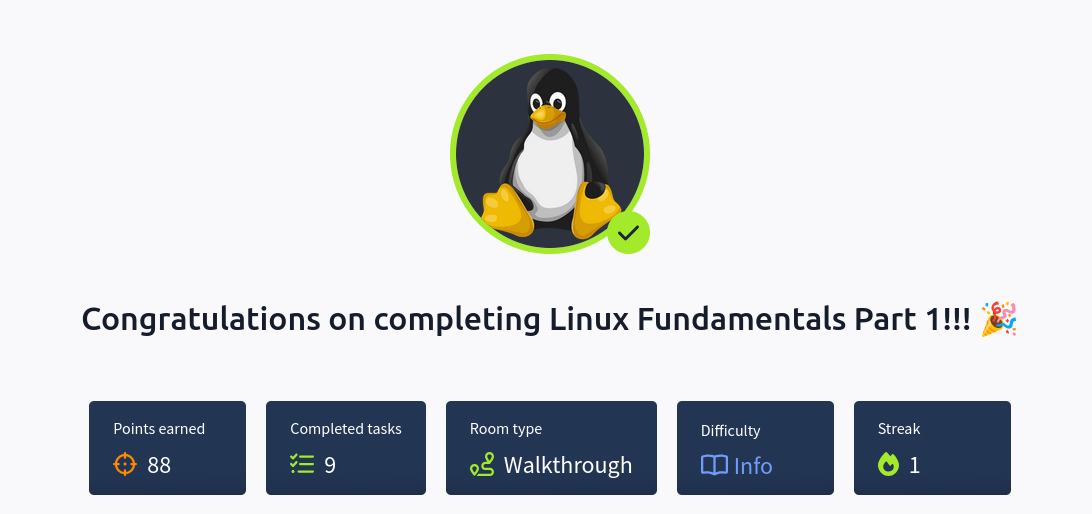 Congratulations on completing Linux Fundamentals Part 1!!! 🎉
Points earned
88
Completed tasks
9
Room type
Walkthrough
Difficulty
Info
Streak
1